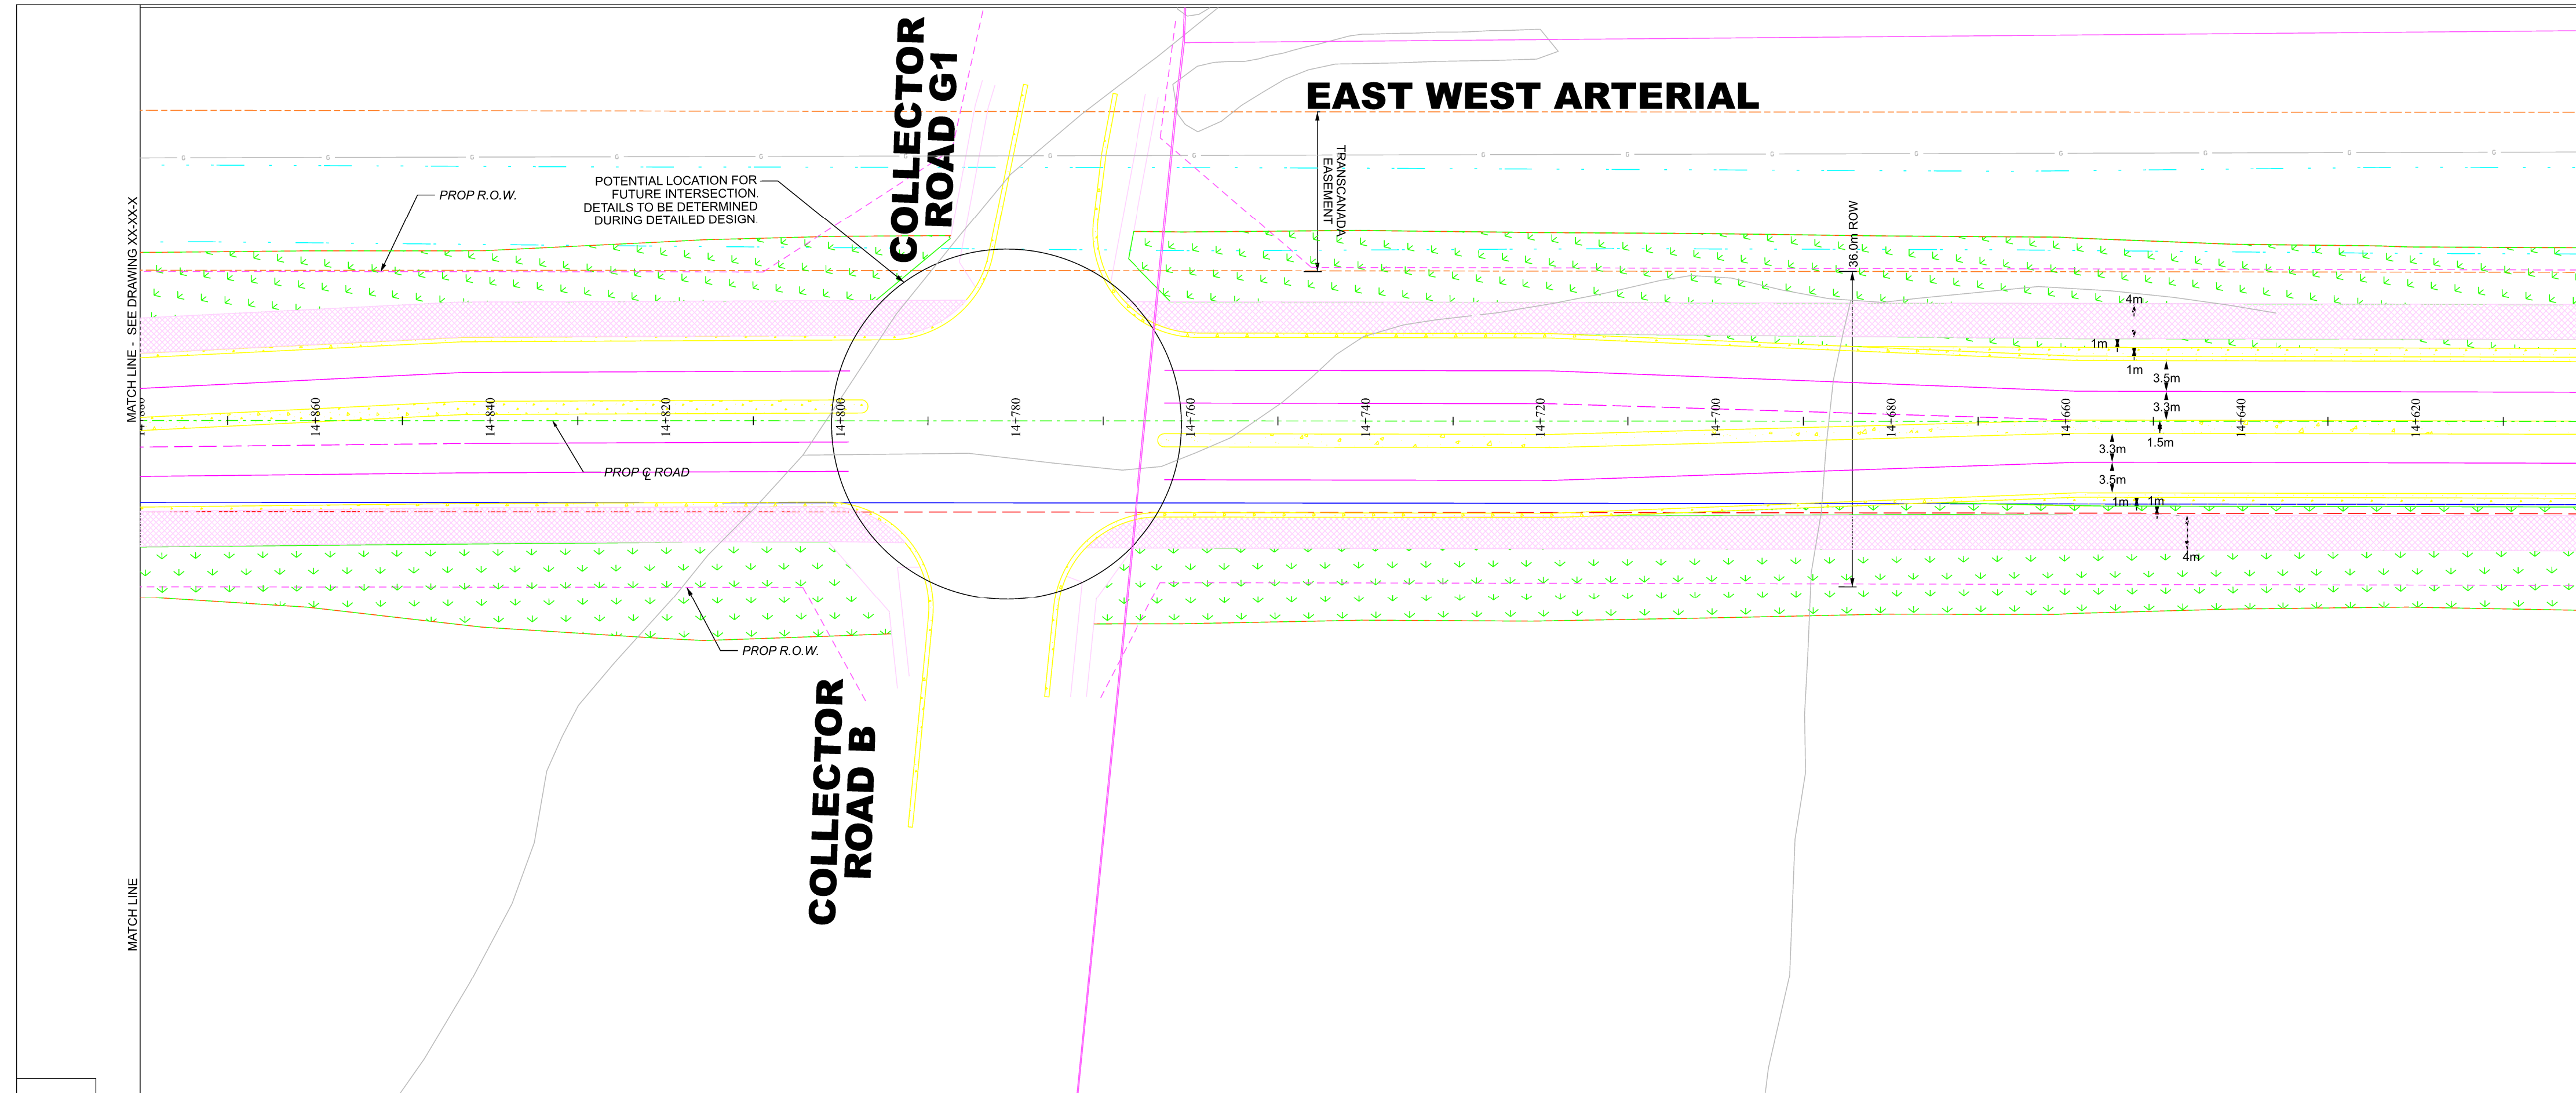 COLLECTOR
ROAD G1
EAST WEST ARTERIAL
G G G G G G G G G G G G G G G
TRANSCANADA
EASEMENT
PROP R.O.W.
POTENTIAL LOCATION FOR
FUTURE INTERSECTION.
DETAILS TO BE DETERMINED
DURING DETAILED DESIGN.
MATCH LINE - SEE DRAWING XX-XX-X
36.0m ROW
4m
1m
1m
3.5m
3.3m
14+860
14+840
14+820
14+800
14+780
14+760
14+740
14+720
14+700
14+680
14+660
14+640
14+620
1.5m
3.3m
3.5m
1m
1m
4m
PROP ℄ ROAD
PROP R.O.W.
COLLECTOR
ROAD B
MATCH LINE